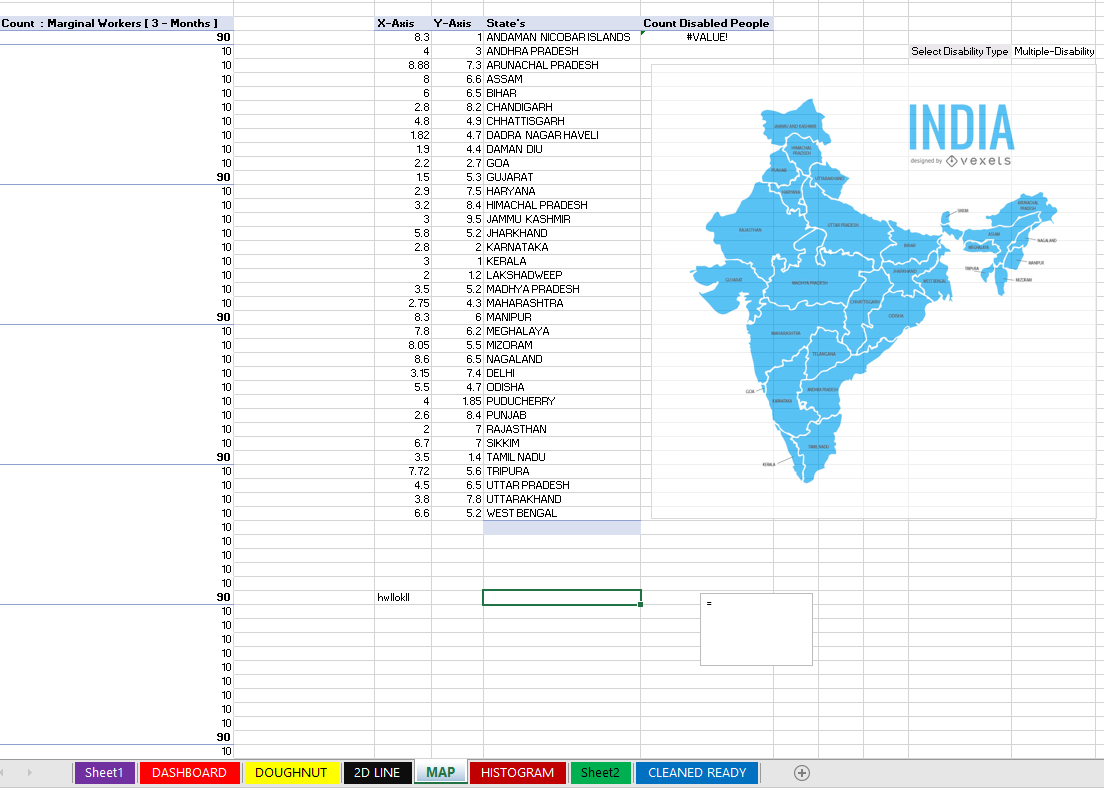 Count : Marginal Workers [ 3 - Months ]
X-Axis Y-Axis State's Count Disabled People
90 8.3 1 ANDAMAN NICOBAR ISLANDS #VALUE!
10 4 3 ANDHRA PRADESH Select Disability Type Multiple-Disability
10 8.88 7.3 ARUNACHAL PRADESH
10 8 6.6 ASSAM
10 6 6.5 BIHAR
10 2.8 8.2 CHANDIGARH
10 4.8 4.9 CHHATTISGARH
10 1.82 4.7 DADRA NAGAR HAVELI
10 1.9 4.4 DAMAN DIU
10 2.2 2.7 GOA
90 1.5 5.3 GUJARAT
10 2.9 7.5 HARYANA
10 3.2 8.4 HIMACHAL PRADESH
10 3 9.5 JAMMU KASHMIR
10 5.8 5.2 JHARKHAND
10 2.8 2 KARNATAKA
10 3 1 KERALA
10 2 1.2 LAKSHADWEEP
10 3.5 5.2 MADHYA PRADESH
10 2.75 4.3 MAHARASHTRA
90 8.3 6 MANIPUR
10 7.8 6.2 MEGHALAYA
10 8.05 5.5 MIZORAM
10 8.6 6.5 NAGALAND
10 3.15 7.4 DELHI
10 5.5 4.7 ODISHA
10 4 1.85 PUDUCHERRY
10 2.6 8.4 PUNJAB
10 2 7 RAJASTHAN
10 6.7 7 SIKKIM
90 3.5 1.4 TAMIL NADU
10 7.72 5.6 TRIPURA
10 4.5 6.5 UTTAR PRADESH
10 3.8 7.8 UTTARAKHAND
10 6.6 5.2 WEST BENGAL
10
10
10
10
10
90 hwllokll =
10
10
10
10
10
10
10
10
10
90
10
INDIA
designed by vexels
JAMMU AND KASHMIR
HIMACHAL
PRADESH
PUNJAB
UTTARAKHAND
HARYANA
RAJASTHAN
UTTAR PRADESH
SIKKIM
ARUNACHAL
PRADESH
ASSAM
NAGALAND
BIHAR
MEGHALAYA
MANIPUR
TRIPURA
MIZORAM
JHARKHAND
WEST BENGAL
GUJARAT
MADHYA PRADESH
CHHATTISGARH
ODISHA
MAHARASHTRA
TELANGANA
GOA
ANDHRA PRADESH
KARNATAKA
TAMIL NADU
KERALA
Sheet1 DASHBOARD DOUGHNUT 2D LINE MAP HISTOGRAM Sheet2 CLEANED READY